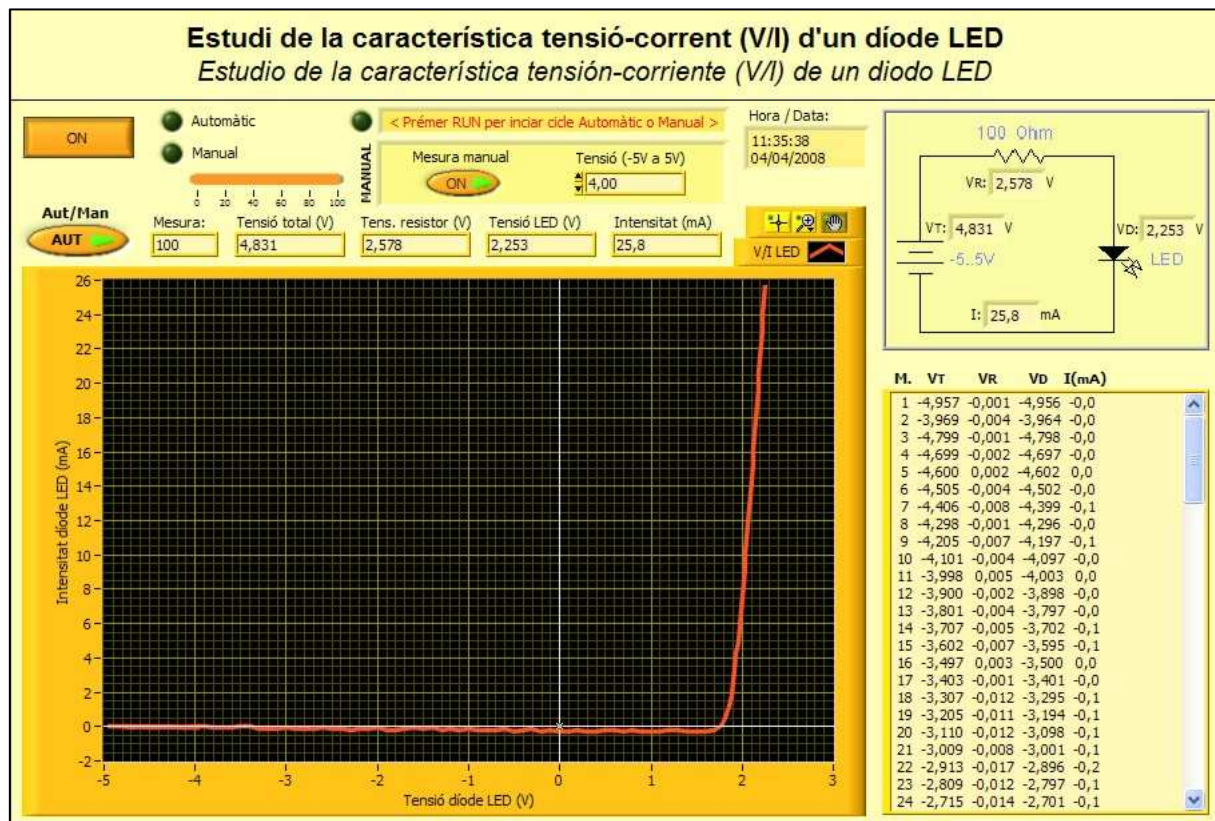 Estudi de la característica tensió-corrent (V/I) d'un díode LED
Estudio de la característica tensión-corriente (V/I) de un diodo LED
ON
Automàtic
Manual
0 20 40 60 80 100
Aut/Man
AUT
MANUAL
< Prémer RUN per inciar cicle Automàtic o Manual >
Mesura manual
ON
Tensió (-5V a 5V)
4,00
Hora / Data:
11:35:38
04/04/2008
Mesura: Tensió total (V) Tens. resistor (V) Tensió LED (V) Intensitat (mA)
100 4,831 2,578 2,253 25,8
V/I LED
Intensitat díode LED (mA)
26
24
22
20
18
16
14
12
10
8
6
4
2
0
-2
-5 -4 -3 -2 -1 0 1 2 3
Tensió díode LED (V)
100 Ohm
VR: 2,578 V
VT: 4,831 V
-5..5V
VD: 2,253 V
LED
I: 25,8 mA
M. VT VR VD I(mA)
1 -4,957 -0,001 -4,956 -0,0
2 -3,969 -0,004 -3,964 -0,0
3 -4,799 -0,001 -4,798 -0,0
4 -4,699 -0,002 -4,697 -0,0
5 -4,600 0,002 -4,602 0,0
6 -4,505 -0,004 -4,502 -0,0
7 -4,406 -0,008 -4,399 -0,1
8 -4,298 -0,001 -4,296 -0,0
9 -4,205 -0,007 -4,197 -0,1
10 -4,101 -0,004 -4,097 -0,0
11 -3,998 0,005 -4,003 0,0
12 -3,900 -0,002 -3,898 -0,0
13 -3,801 -0,004 -3,797 -0,0
14 -3,707 -0,005 -3,702 -0,1
15 -3,602 -0,007 -3,595 -0,1
16 -3,497 0,003 -3,500 0,0
17 -3,403 -0,001 -3,401 -0,0
18 -3,307 -0,012 -3,295 -0,1
19 -3,205 -0,011 -3,194 -0,1
20 -3,110 -0,012 -3,098 -0,1
21 -3,009 -0,008 -3,001 -0,1
22 -2,913 -0,017 -2,896 -0,2
23 -2,809 -0,012 -2,797 -0,1
24 -2,715 -0,014 -2,701 -0,1